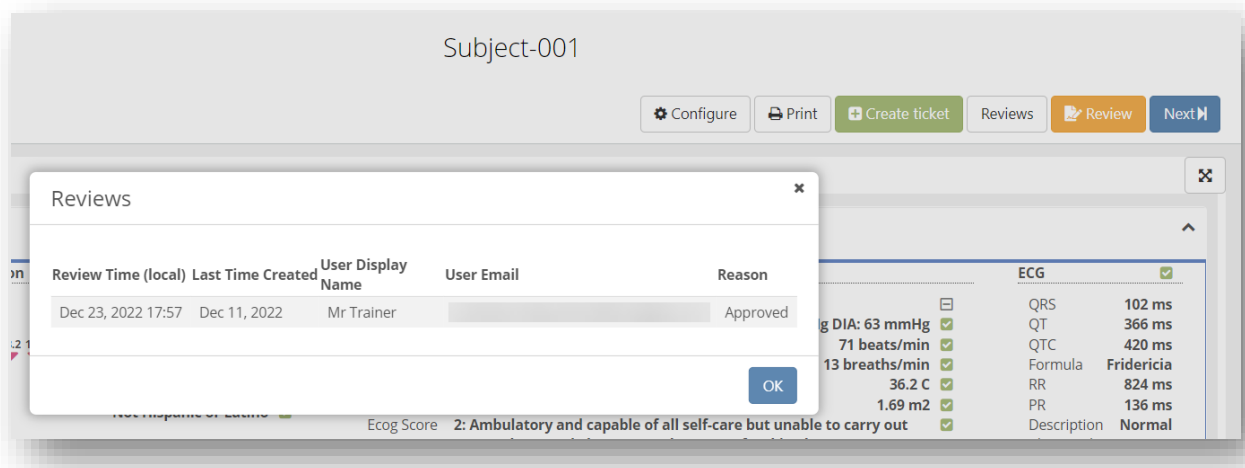 Subject-001
Configure Print Create ticket Reviews Review Next
Reviews
Review Time (local) Last Time Created User Display Name User Email Reason
Dec 23, 2022 17:57 Dec 11, 2022 Mr Trainer Approved
OK
ECG
QRS 102 ms
DIA: 63 mmHg QT 366 ms
71 beats/min QTC 420 ms
13 breaths/min Formula Fridericia
36.2 C RR 824 ms
1.69 m2 PR 136 ms
Not Hispanic or Latino
Ecog Score 2: Ambulatory and capable of all self-care but unable to carry out Description Normal